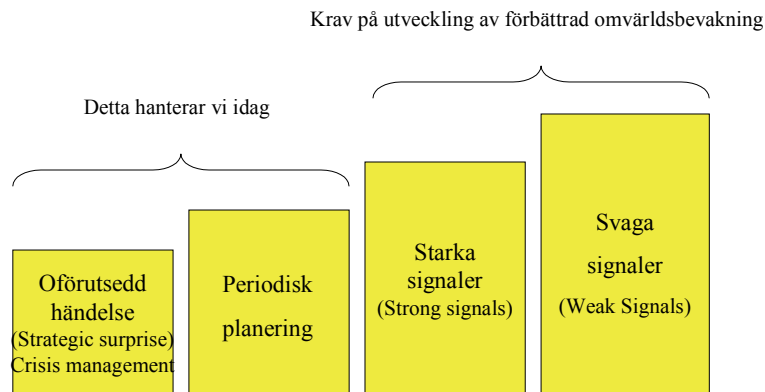 Krav på utveckling av förbättrad omvärldsbevakning
Detta hanterar vi idag
Oförutsedd
händelse
(Strategic surprise)
Crisis management
Periodisk
planering
Starka
signaler
(Strong signals)
Svaga
signaler
(Weak Signals)